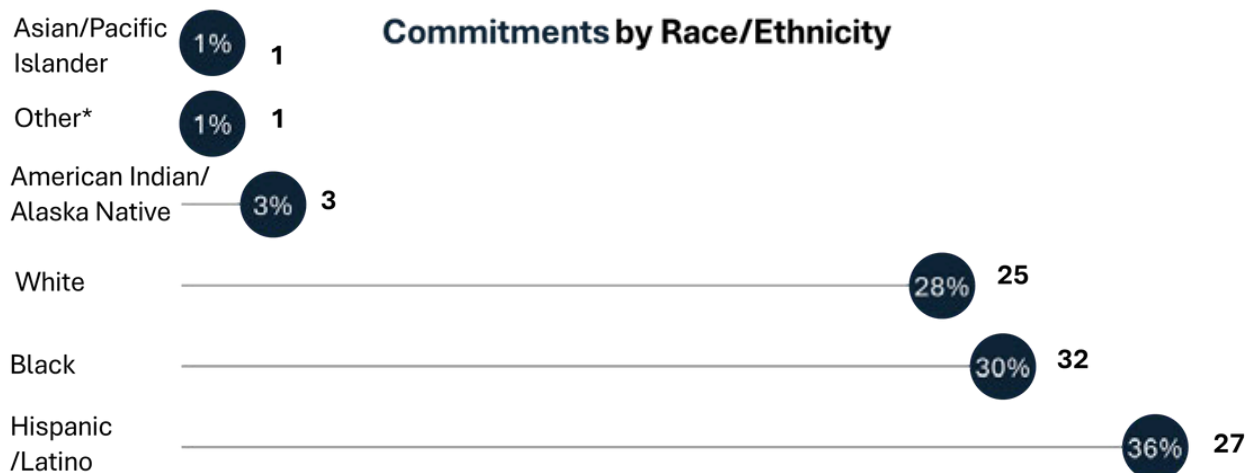 Commitments by Race/Ethnicity
Asian/Pacific
Islander
1%
1
Other*
1%
1
American Indian/
Alaska Native
3%
3
White
28%
25
Black
30%
32
Hispanic
/Latino
36%
27